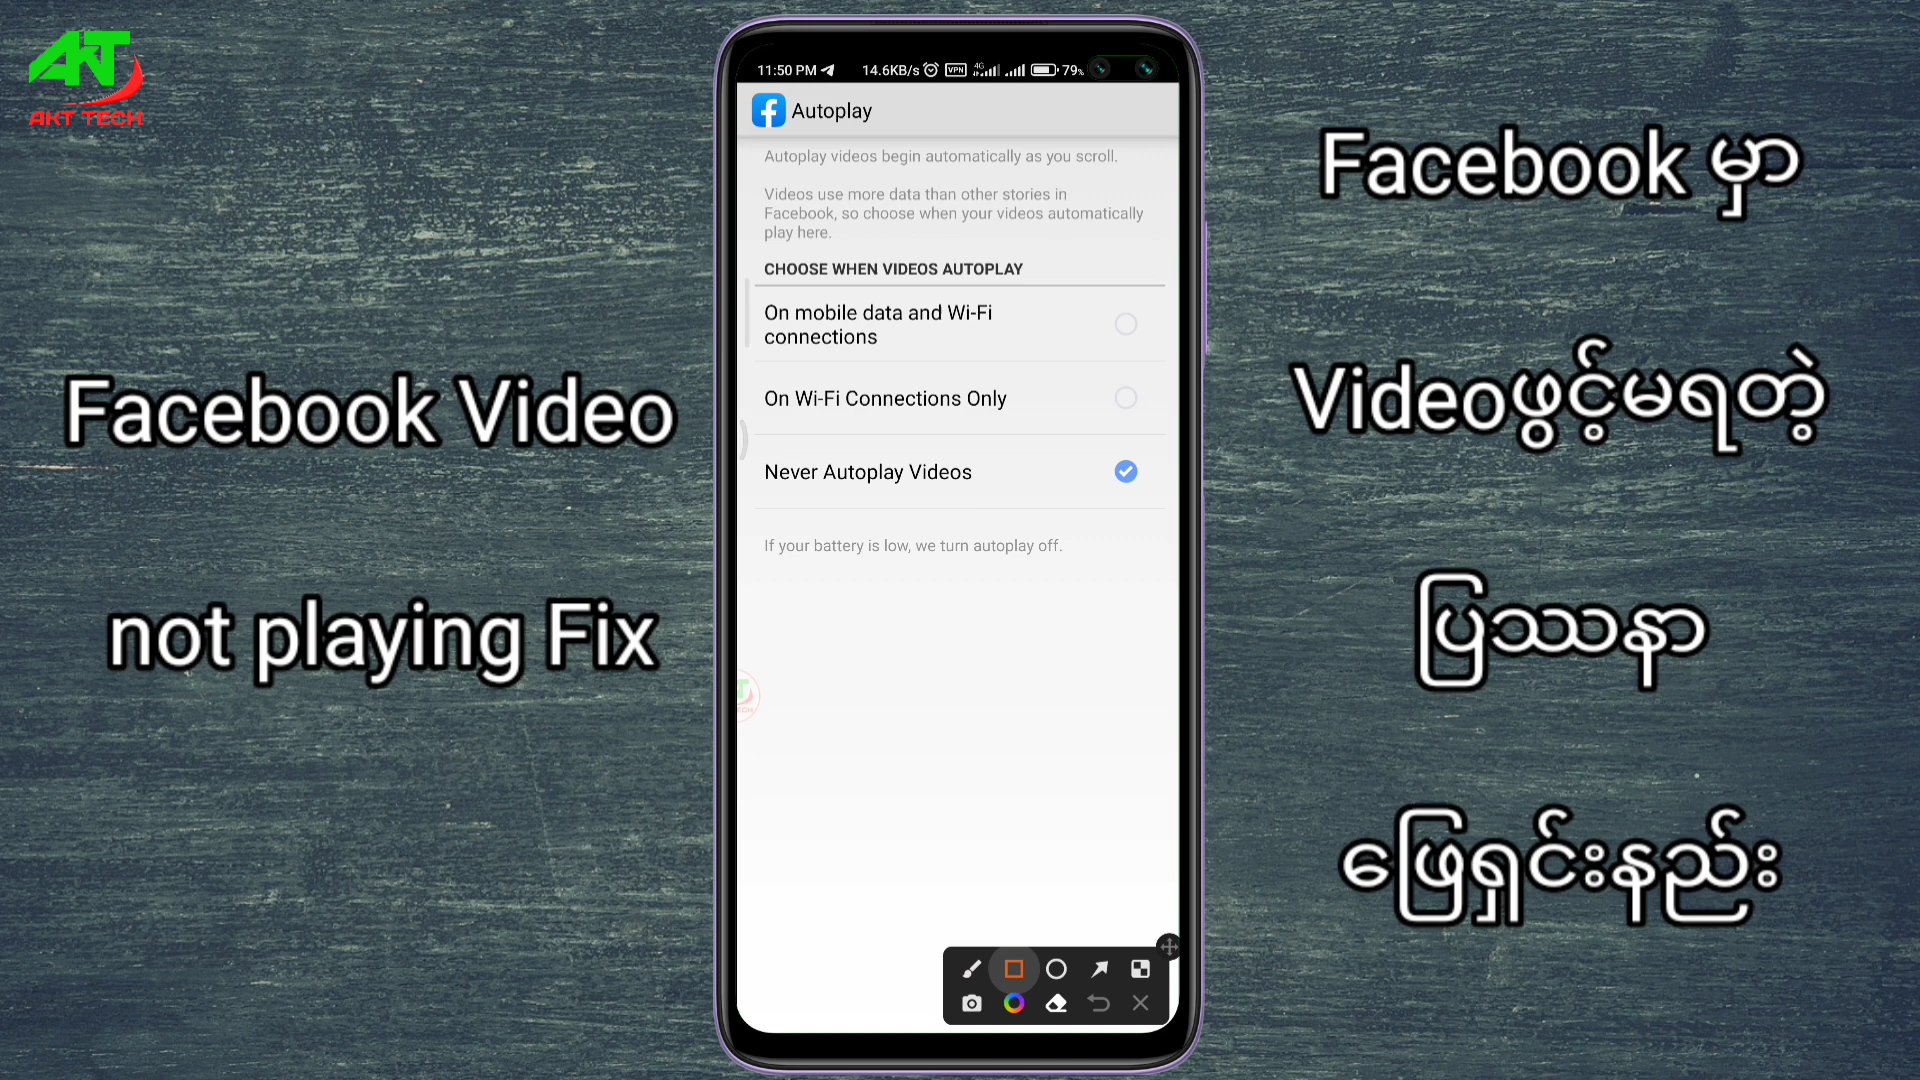 AKT
AKT TECH
Facebook Video
not playing Fix
11:50 PM
14.6KB/s
VPN
4G
79%
Autoplay
Autoplay videos begin automatically as you scroll.
Videos use more data than other stories in
Facebook, so choose when your videos automatically
play here.
CHOOSE WHEN VIDEOS AUTOPLAY
On mobile data and Wi-Fi
connections
On Wi-Fi Connections Only
Never Autoplay Videos
If your battery is low, we turn autoplay off.
Facebook မှာ
Videoဖွင့်မရတဲ့
ပြဿနာ
ဖြေရှင်းနည်း